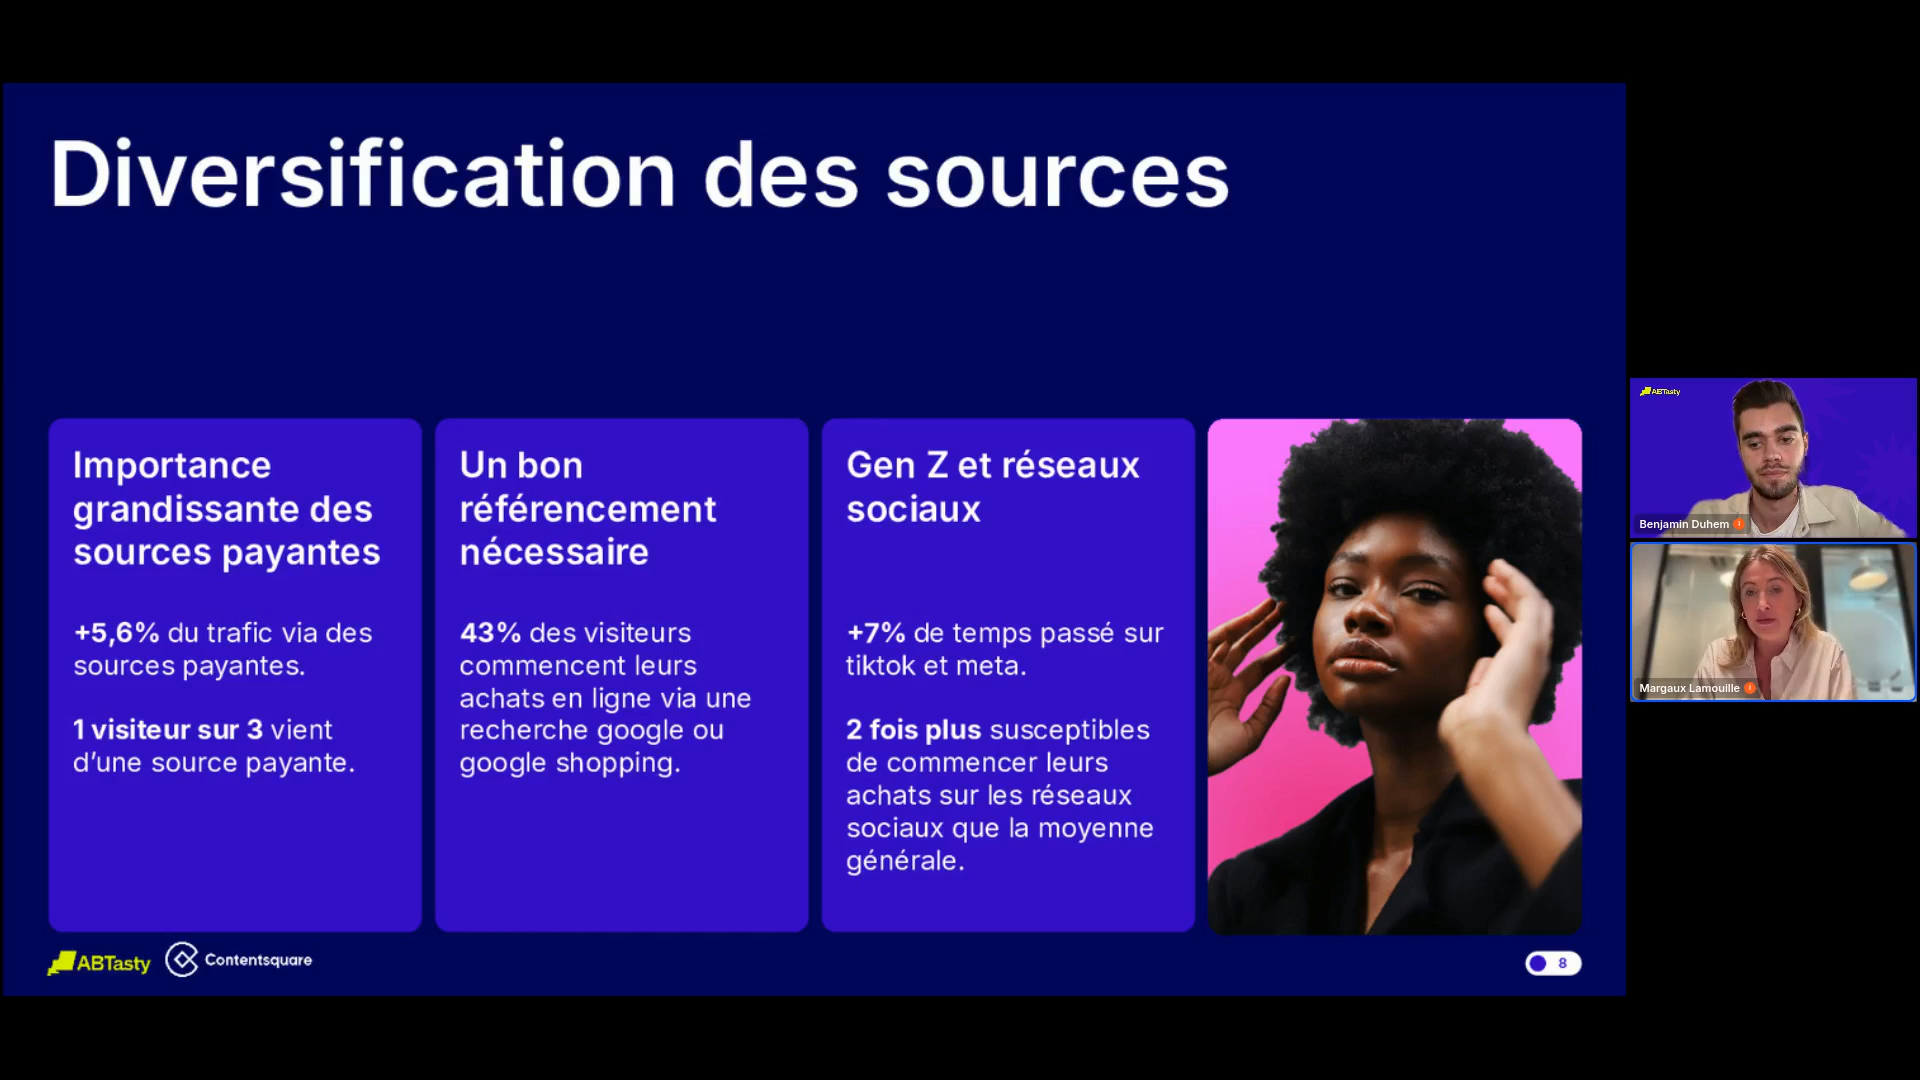 Diversification des sources
Importance
grandissante des
sources payantes
+5,6% du trafic via des
sources payantes.
1 visiteur sur 3 vient
d’une source payante.
Un bon
référencement
nécessaire
43% des visiteurs
commencent leurs
achats en ligne via une
recherche google ou
google shopping.
Gen Z et réseaux
sociaux
+7% de temps passé sur
tiktok et meta.
2 fois plus susceptibles
de commencer leurs
achats sur les réseaux
sociaux que la moyenne
générale.
ABTasty
Contentsquare
8
ABTasty
Benjamin Duhem
Margaux Lamouille